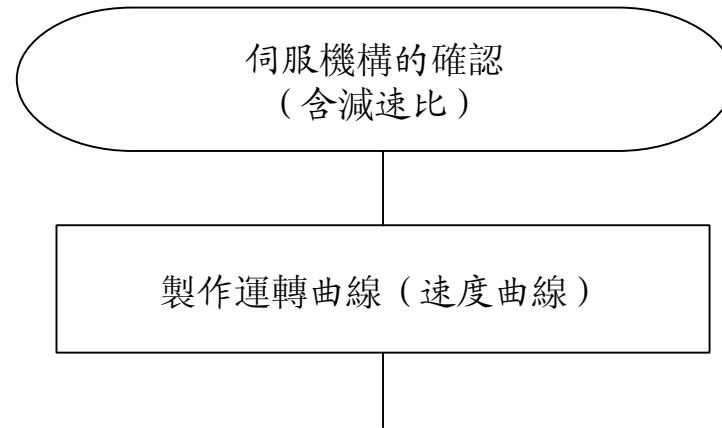 伺服機構的確認
（含減速比）
製作運轉曲線（速度曲線）